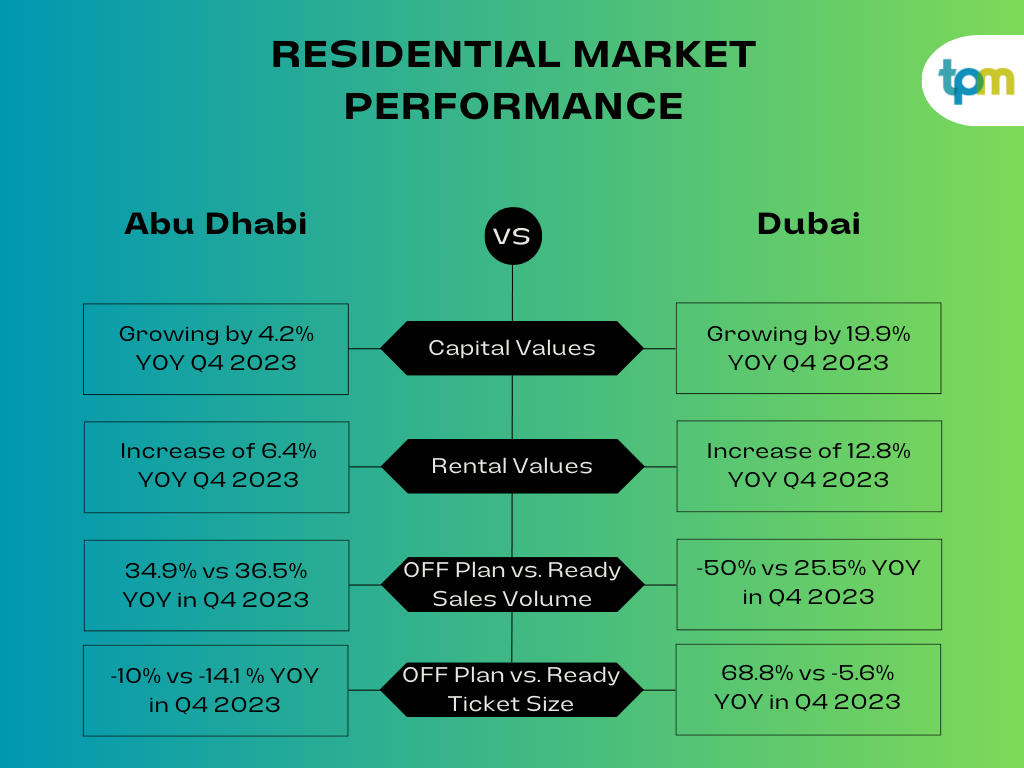 RESIDENTIAL MARKET
PERFORMANCE
tpm
Abu Dhabi
VS
Dubai
Growing by 4.2%
YOY Q4 2023
Capital Values
Growing by 19.9%
YOY Q4 2023
Increase of 6.4%
YOY Q4 2023
Rental Values
Increase of 12.8%
YOY Q4 2023
34.9% vs 36.5%
YOY in Q4 2023
OFF Plan vs. Ready
Sales Volume
-50% vs 25.5% YOY
in Q4 2023
-10% vs -14.1 % YOY
in Q4 2023
OFF Plan vs. Ready
Ticket Size
68.8% vs -5.6%
YOY in Q4 2023